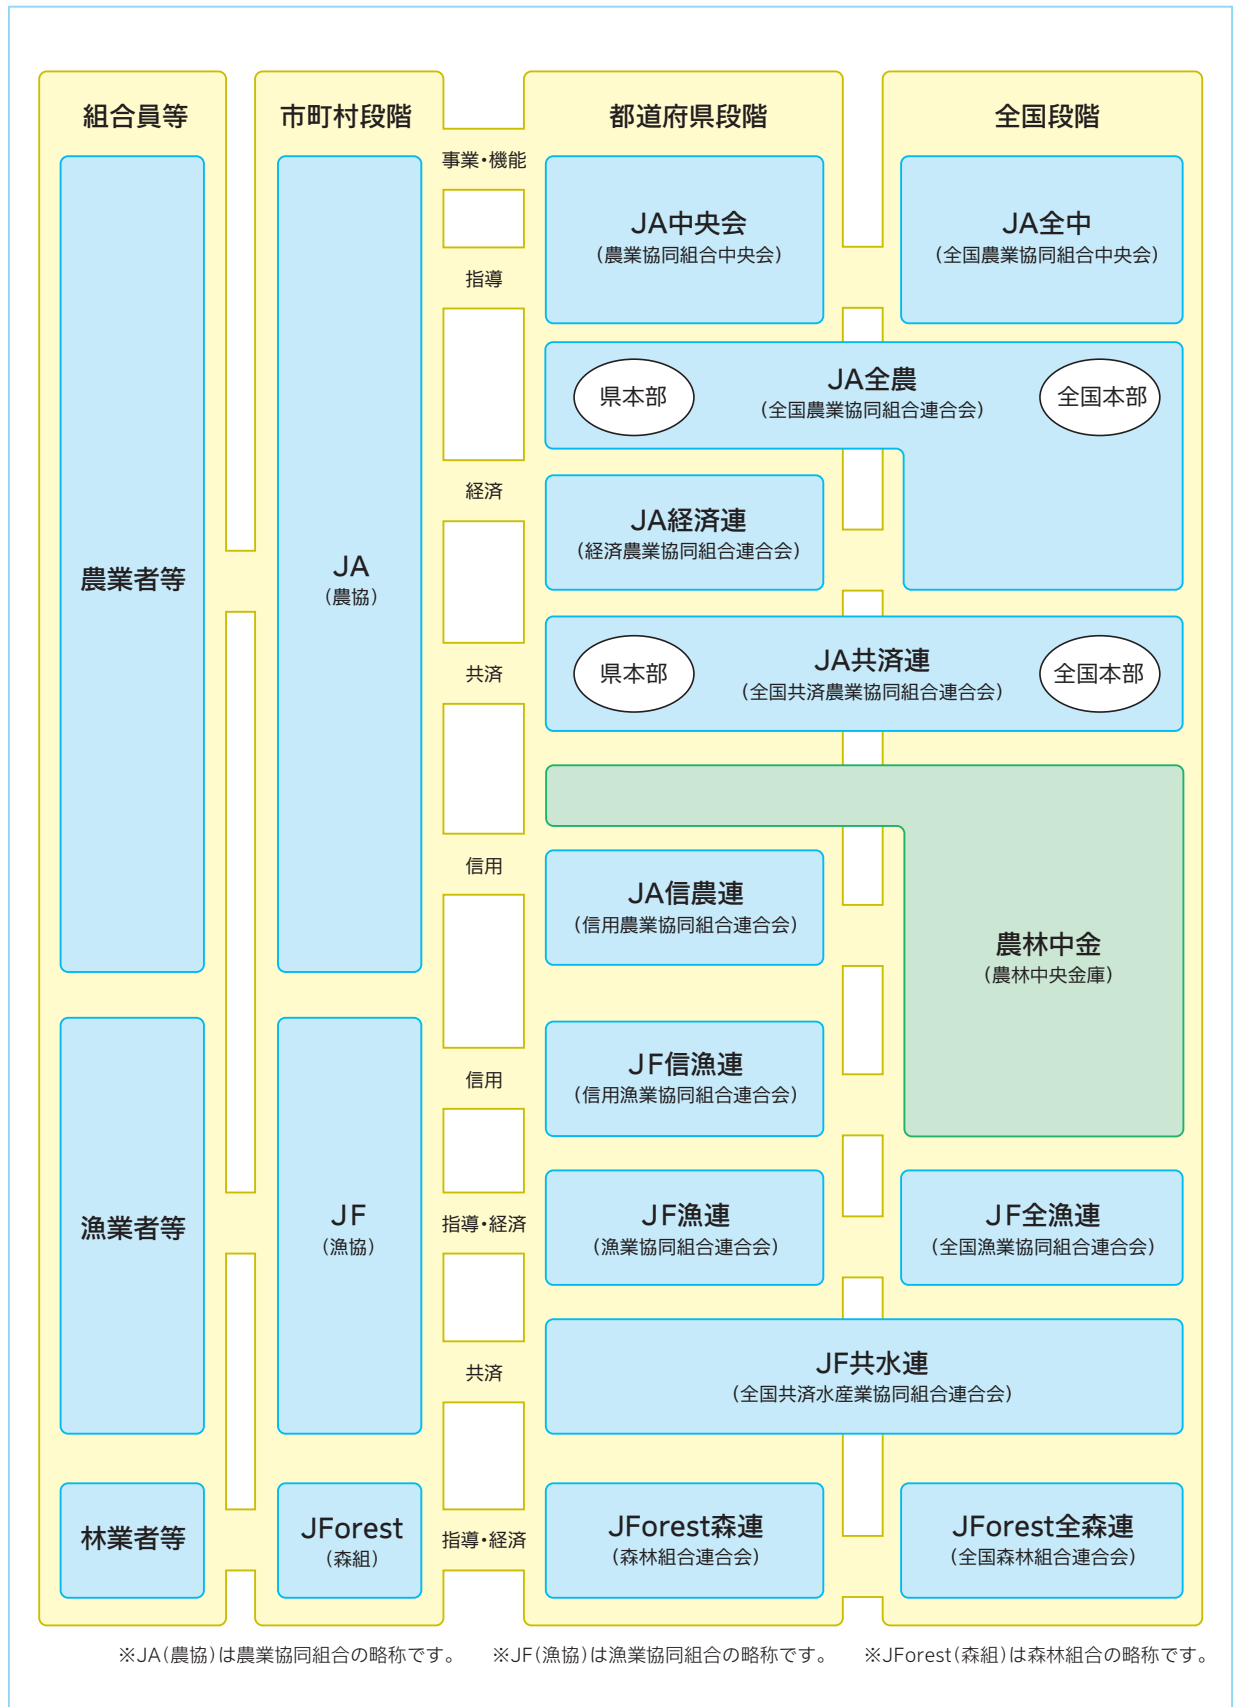 組合員等
市町村段階
都道府県段階
全国段階
事業・機能
農業者等
JA
(農協)
指導
JA中央会
(農業協同組合中央会)
JA全中
(全国農業協同組合中央会)
経済
県本部
JA全農
(全国農業協同組合連合会)
全国本部
JA経済連
(経済農業協同組合連合会)
共済
県本部
JA共済連
(全国共済農業協同組合連合会)
全国本部
信用
JA信農連
(信用農業協同組合連合会)
農林中金
(農林中央金庫)
漁業者等
JF
(漁協)
信用
JF信漁連
(信用漁業協同組合連合会)
指導・経済
JF漁連
(漁業協同組合連合会)
JF全漁連
(全国漁業協同組合連合会)
共済
JF共水連
(全国共済水産業協同組合連合会)
林業者等
JForest
(森組)
指導・経済
JForest森連
(森林組合連合会)
JForest全森連
(全国森林組合連合会)
※JA(農協)は農業協同組合の略称です。
※JF(漁協)は漁業協同組合の略称です。
※JForest(森組)は森林組合の略称です。